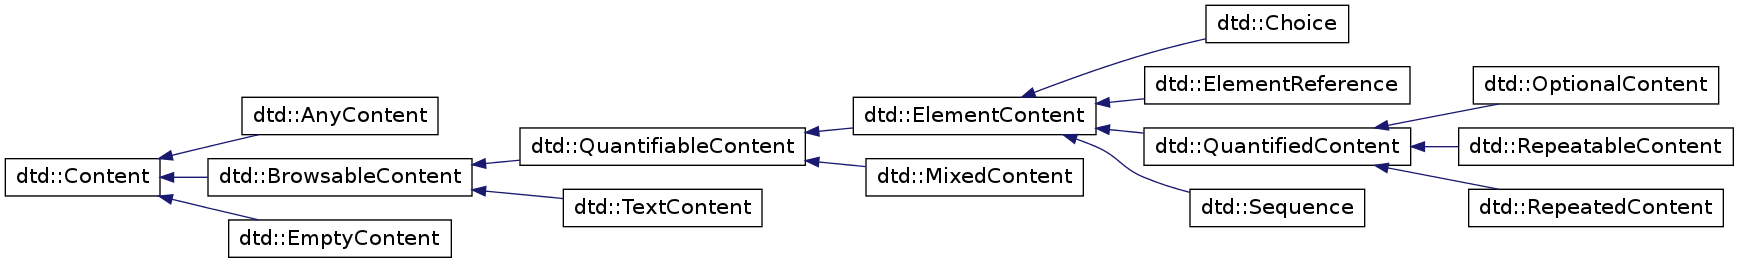 dtd::Choice
dtd::ElementReference
dtd::OptionalContent
dtd::AnyContent
dtd::ElementContent
dtd::QuantifiableContent
dtd::QuantifiedContent
dtd::RepeatableContent
dtd::Content
dtd::BrowsableContent
dtd::MixedContent
dtd::TextContent
dtd::Sequence
dtd::RepeatedContent
dtd::EmptyContent